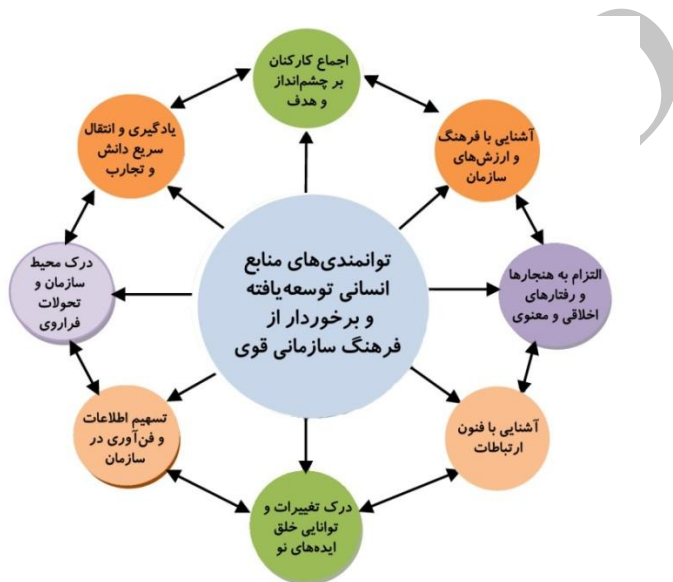 اجماع کارکنان
بر چشم‌انداز
و هدف
آشنایی با فرهنگ
و ارزش‌های
سازمان
التزام به هنجارها
و رفتارهای
اخلاقی و معنوی
آشنایی با فنون
ارتباطات
درک تغییرات و
توانایی خلق
ایده‌های نو
تسهیم اطلاعات
و فن‌آوری در
سازمان
درک محیط
سازمان و
تحولات
فراروی
یادگیری و انتقال
سریع دانش
و تجارب
توانمندی‌های منابع
انسانی توسعه‌یافته
و برخوردار از
فرهنگ سازمانی قوی